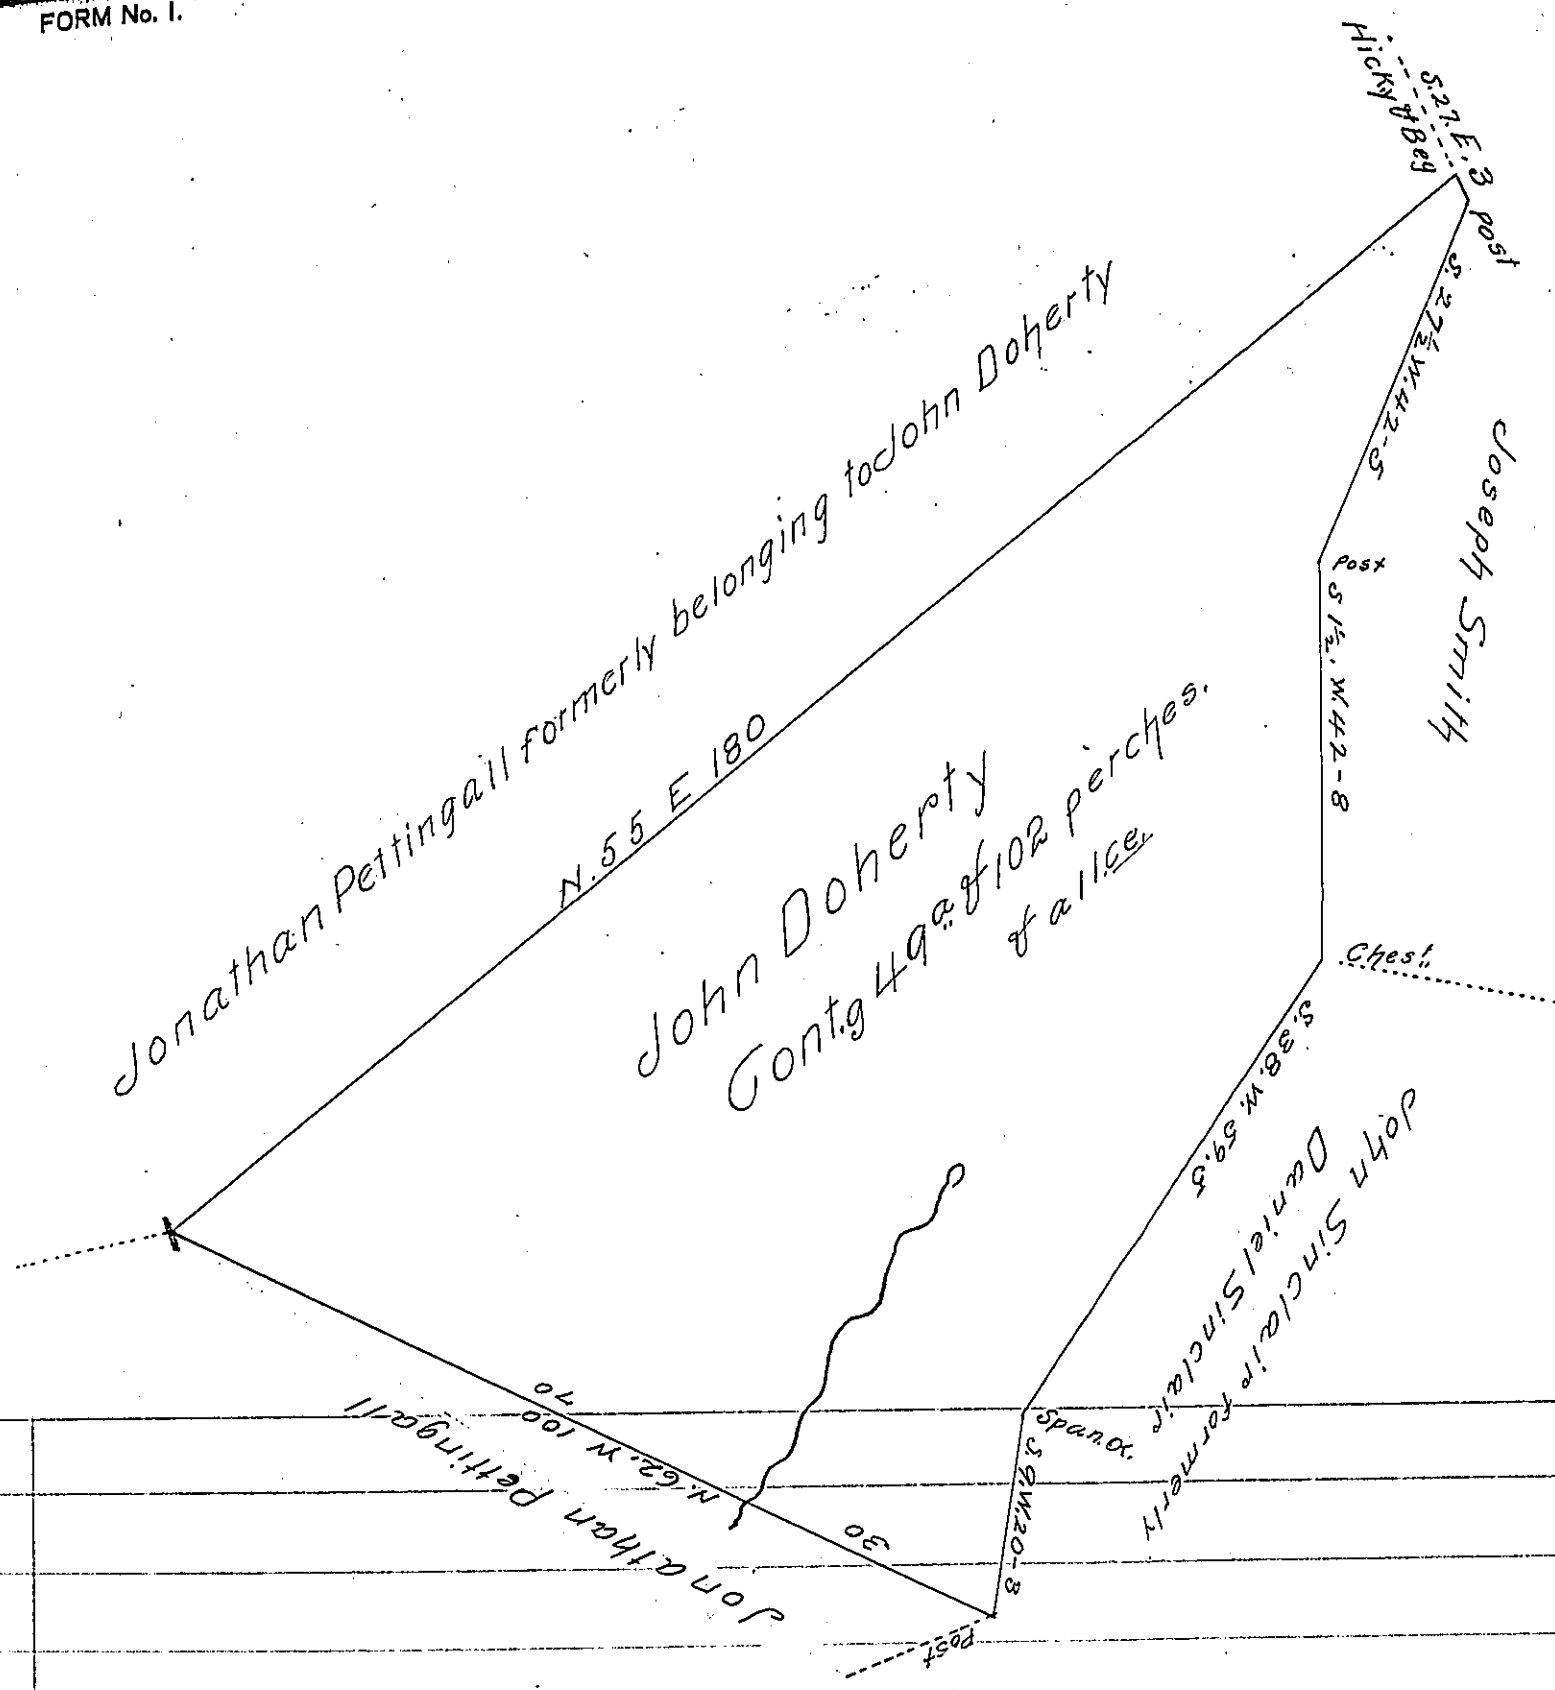 FORM No. 1.
Hicky & Beg
S.27.E.3
post
S.27½ W.42-5
Joseph Smith
Jonathan Pettingall formerly belonging to John Doherty
N.55 E 180
post
S 1½.W.42-8
John Doherty
Cont.g 49a & 102 perches.
& allce.
Chest.
S.38.W.59.5
John Sinclair formerly
Daniel Sinclair
Span.o.
S.9W.20-3
N.62.W 100
70
30
Jonathan Pettingall
Post